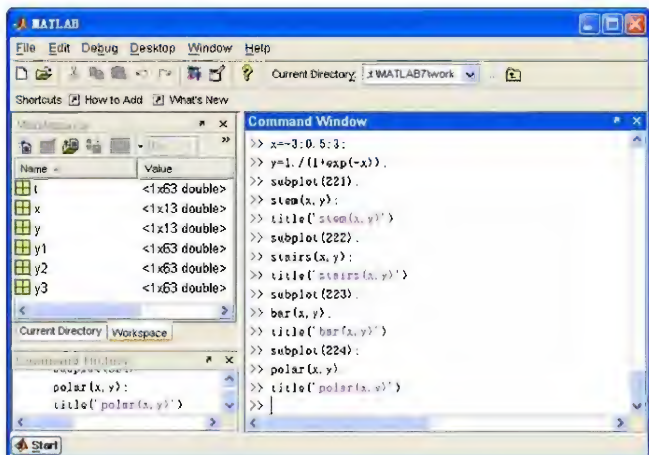 MATLAB
File Edit Debug Desktop Window Help
Current Directory: MATLAB7\work
Shortcuts How to Add What's New
Name Value
t <1x63 double>
x <1x13 double>
y <1x13 double>
y1 <1x63 double>
y2 <1x63 double>
y3 <1x63 double>
Current Directory Workspace
polar(x,y);
title('polar(x,y)')
Command Window
>> x=-3:0.5:3;
>> y=1./(1+exp(-x));
>> subplot(221);
>> stem(x,y);
>> title('stem(x,y)')
>> subplot(222);
>> stairs(x,y);
>> title('stairs(x,y)')
>> subplot(223);
>> bar(x,y);
>> title('bar(x,y)')
>> subplot(224);
>> polar(x,y)
>> title('polar(x,y)')
>>
Start